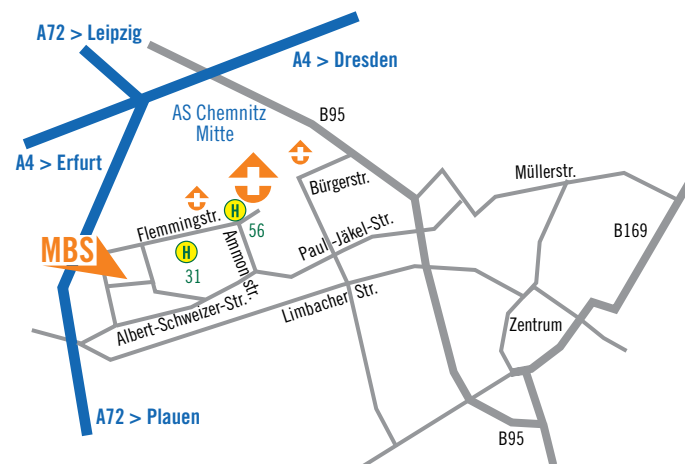 A72 > Leipzig
A4 > Dresden
AS Chemnitz
Mitte
B95
A4 > Erfurt
Bürgerstr.
Müllerstr.
Flemmingstr.
H
56
Paul-Jäkel-Str.
B169
MBS
H
31
Ammonstr.
Albert-Schweizer-Str.
Limbacher Str.
Zentrum
A72 > Plauen
B95